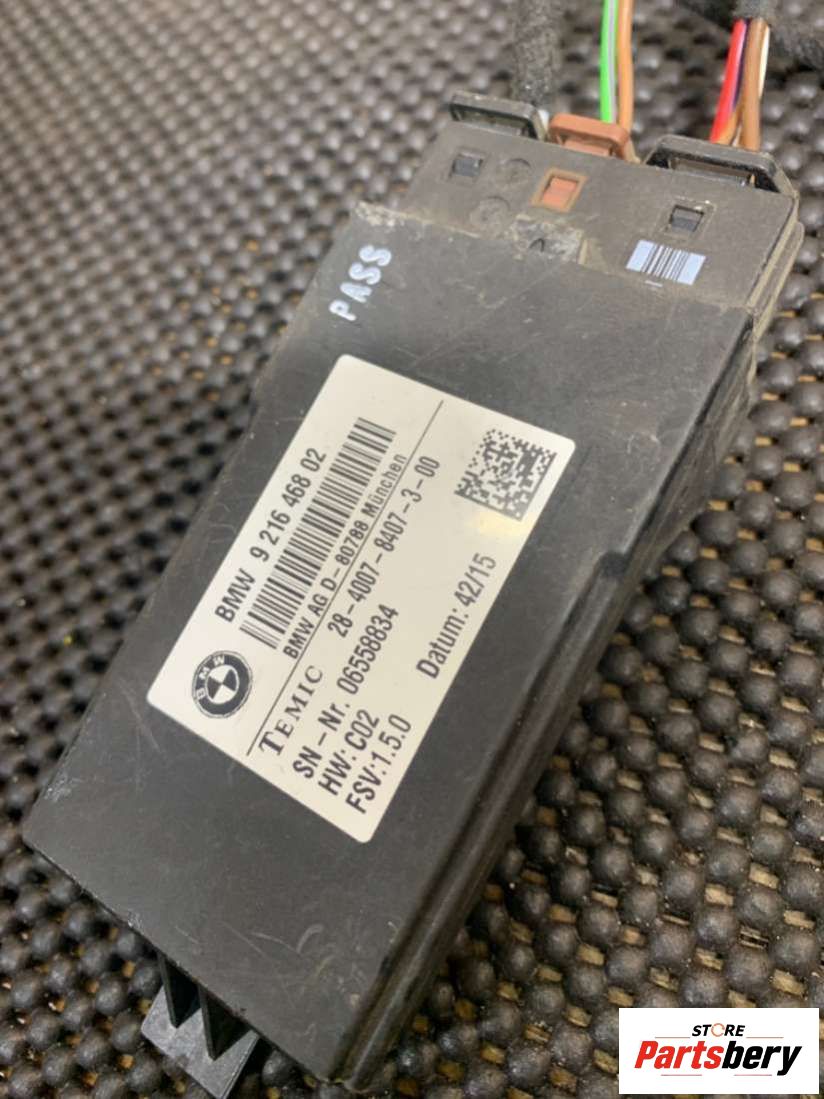 PASS
BMW 9 216 468 02
BMW AG D-80788 München
BMW
TEMIC 28-4007-8407-3-00
SN-Nr. 06558834
HW: C02
FSV:1.5.0 Datum: 42/15
STORE
Partsbery